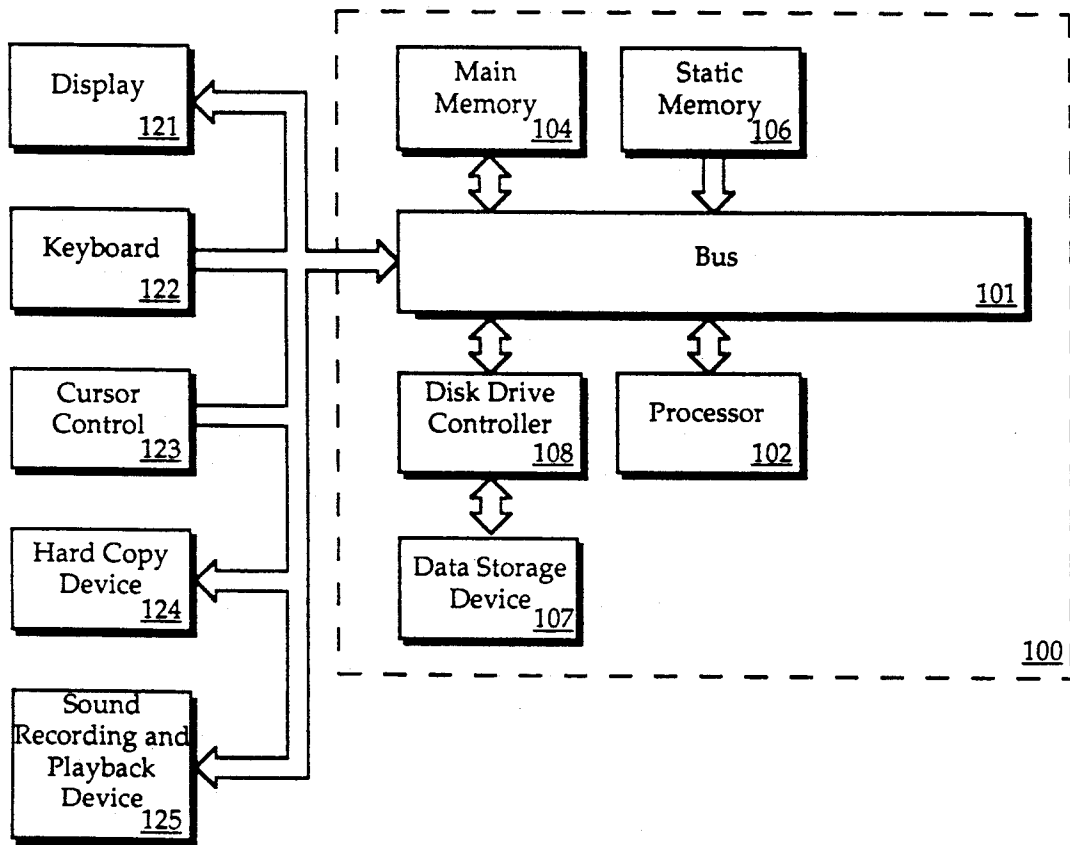 Display
121
Keyboard
122
Cursor
Control
123
Hard Copy
Device
124
Sound
Recording and
Playback
Device
125
Main
Memory
104
Static
Memory
106
Bus
101
Disk Drive
Controller
108
Processor
102
Data Storage
Device
107
100